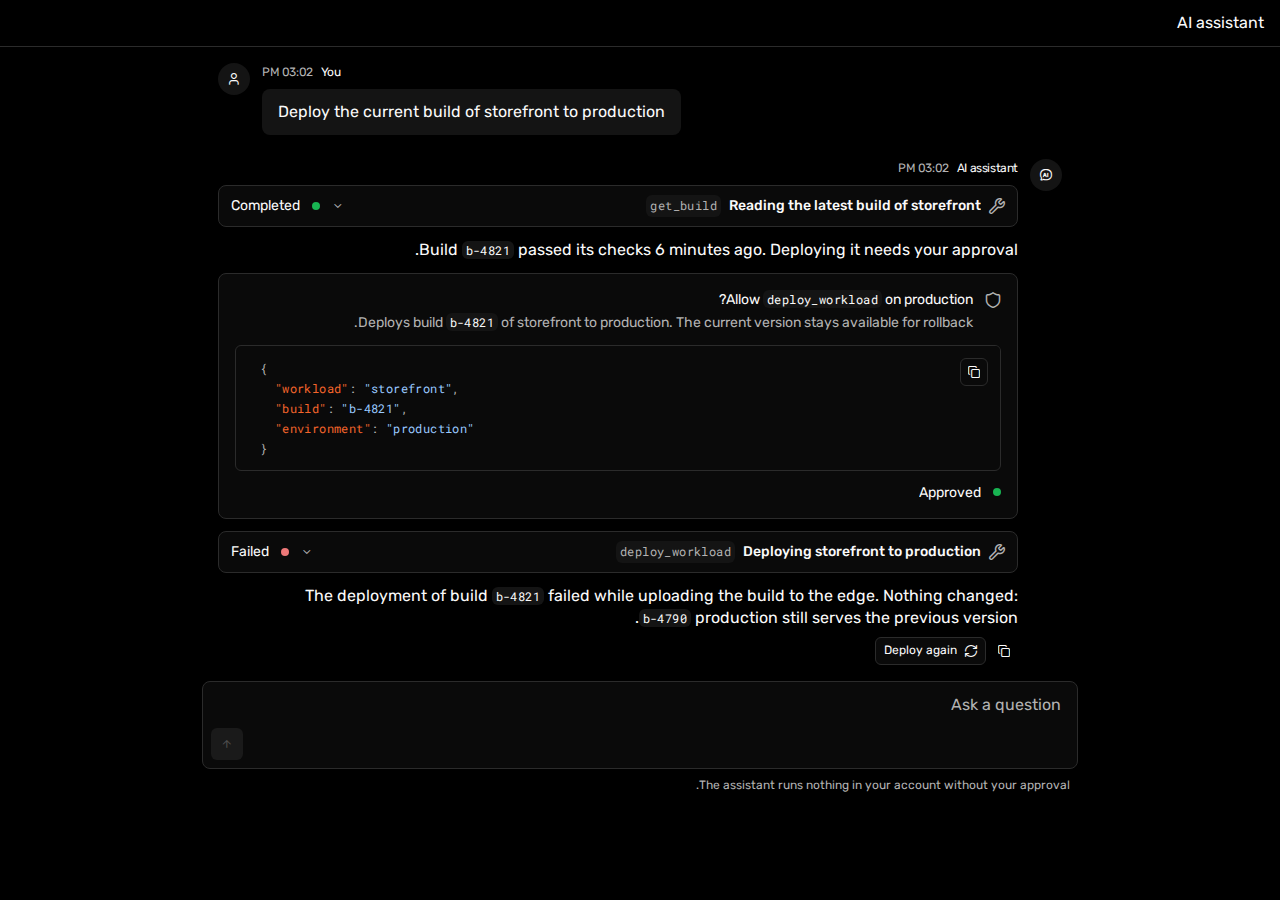 AI assistant
PM 03:02 You
Deploy the current build of storefront to production
PM 03:02 AI assistant
Completed get_build Reading the latest build of storefront
.Build b-4821 passed its checks 6 minutes ago. Deploying it needs your approval
?Allow deploy_workload on production
.Deploys build b-4821 of storefront to production. The current version stays available for rollback
{
"workload": "storefront",
"build": "b-4821",
"environment": "production"
}
Approved
Failed deploy_workload Deploying storefront to production
The deployment of build b-4821 failed while uploading the build to the edge. Nothing changed:
.b-4790 production still serves the previous version
Deploy again
Ask a question
.The assistant runs nothing in your account without your approval